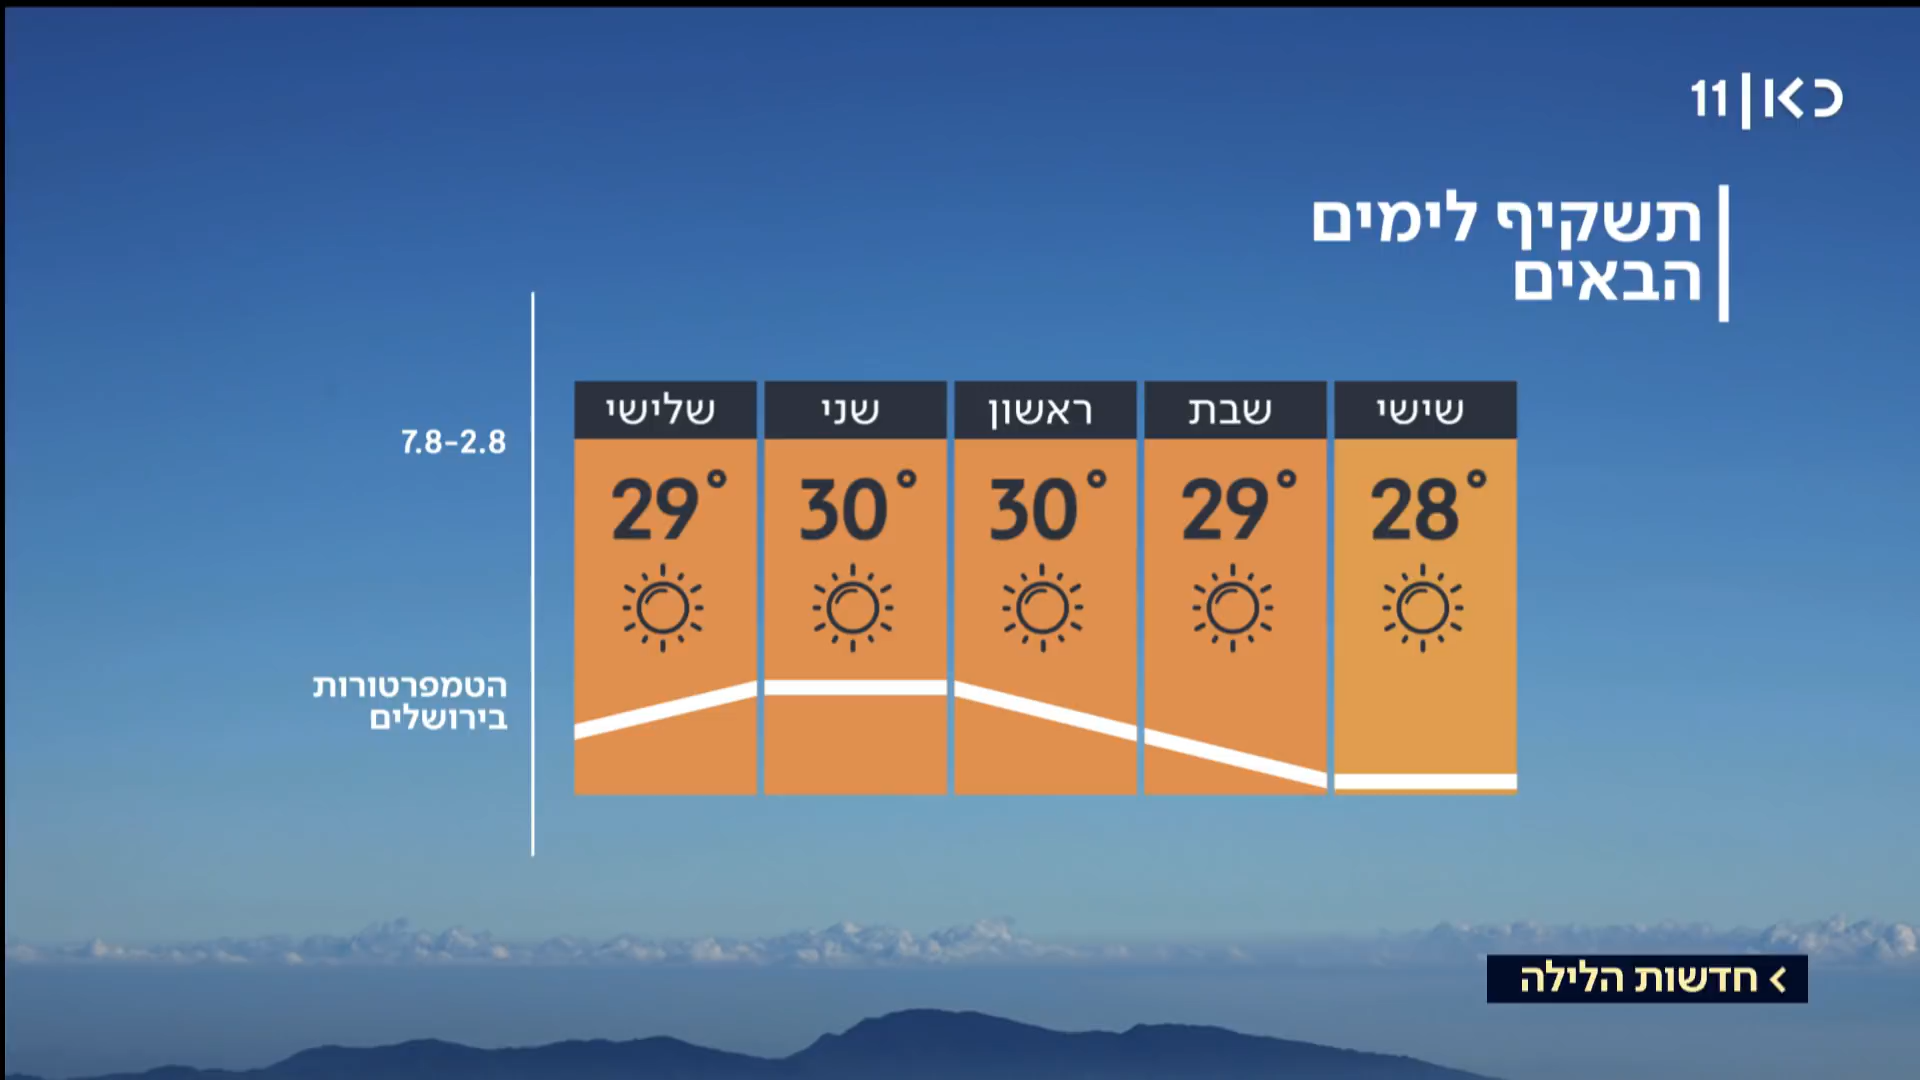 כאן | 11
תשקיף לימים
הבאים
שישי
שבת
ראשון
שני
שלישי
28°
29°
30°
30°
29°
7.8-2.8
הטמפרטורות
בירושלים
חדשות הלילה